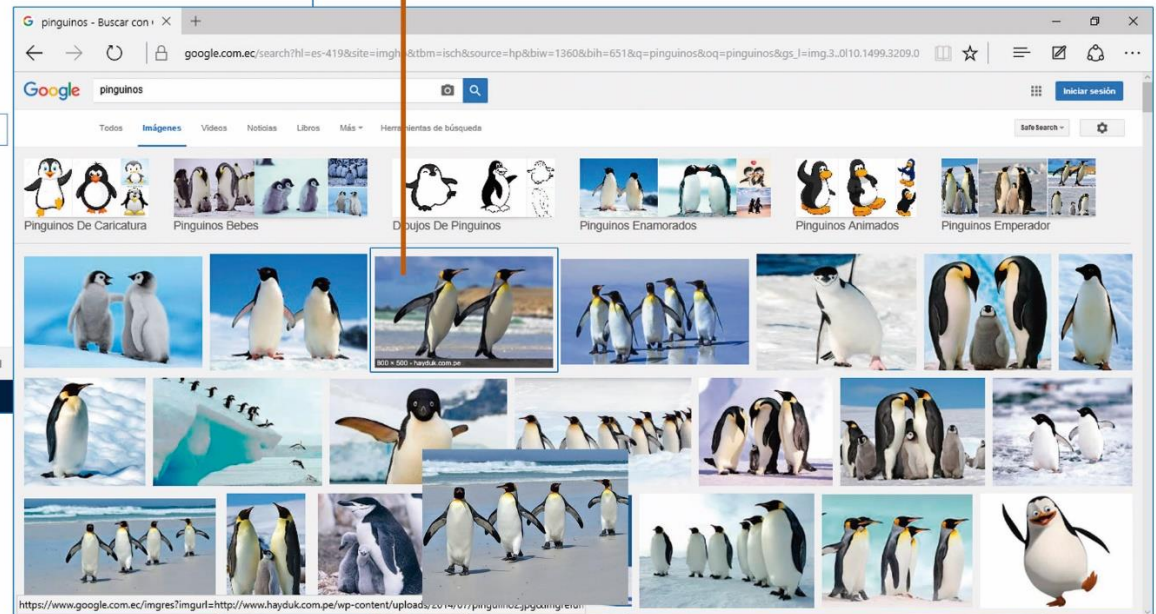 pinguinos - Buscar con
google.com.ec/search?hl=es-419&site=imghp&tbm=isch&source=hp&biw=1360&bih=651&q=pinguinos&oq=pinguinos&gs_l=img.3..0l10.1499.3209.0
Google pinguinos
Iniciar sesión
Todos Imágenes Videos Noticias Libros Más Herramientas de búsqueda
SafeSearch
Pinguinos De Caricatura
Pinguinos Bebes
Dibujos De Pinguinos
Pinguinos Enamorados
Pinguinos Animados
Pinguinos Emperador
800 × 500 - hayduk.com.pe
https://www.google.com.ec/imgres?imgurl=http://www.hayduk.com.pe/wp-content/uploads/2014/07/pinguino2.jpg&imgrefurl